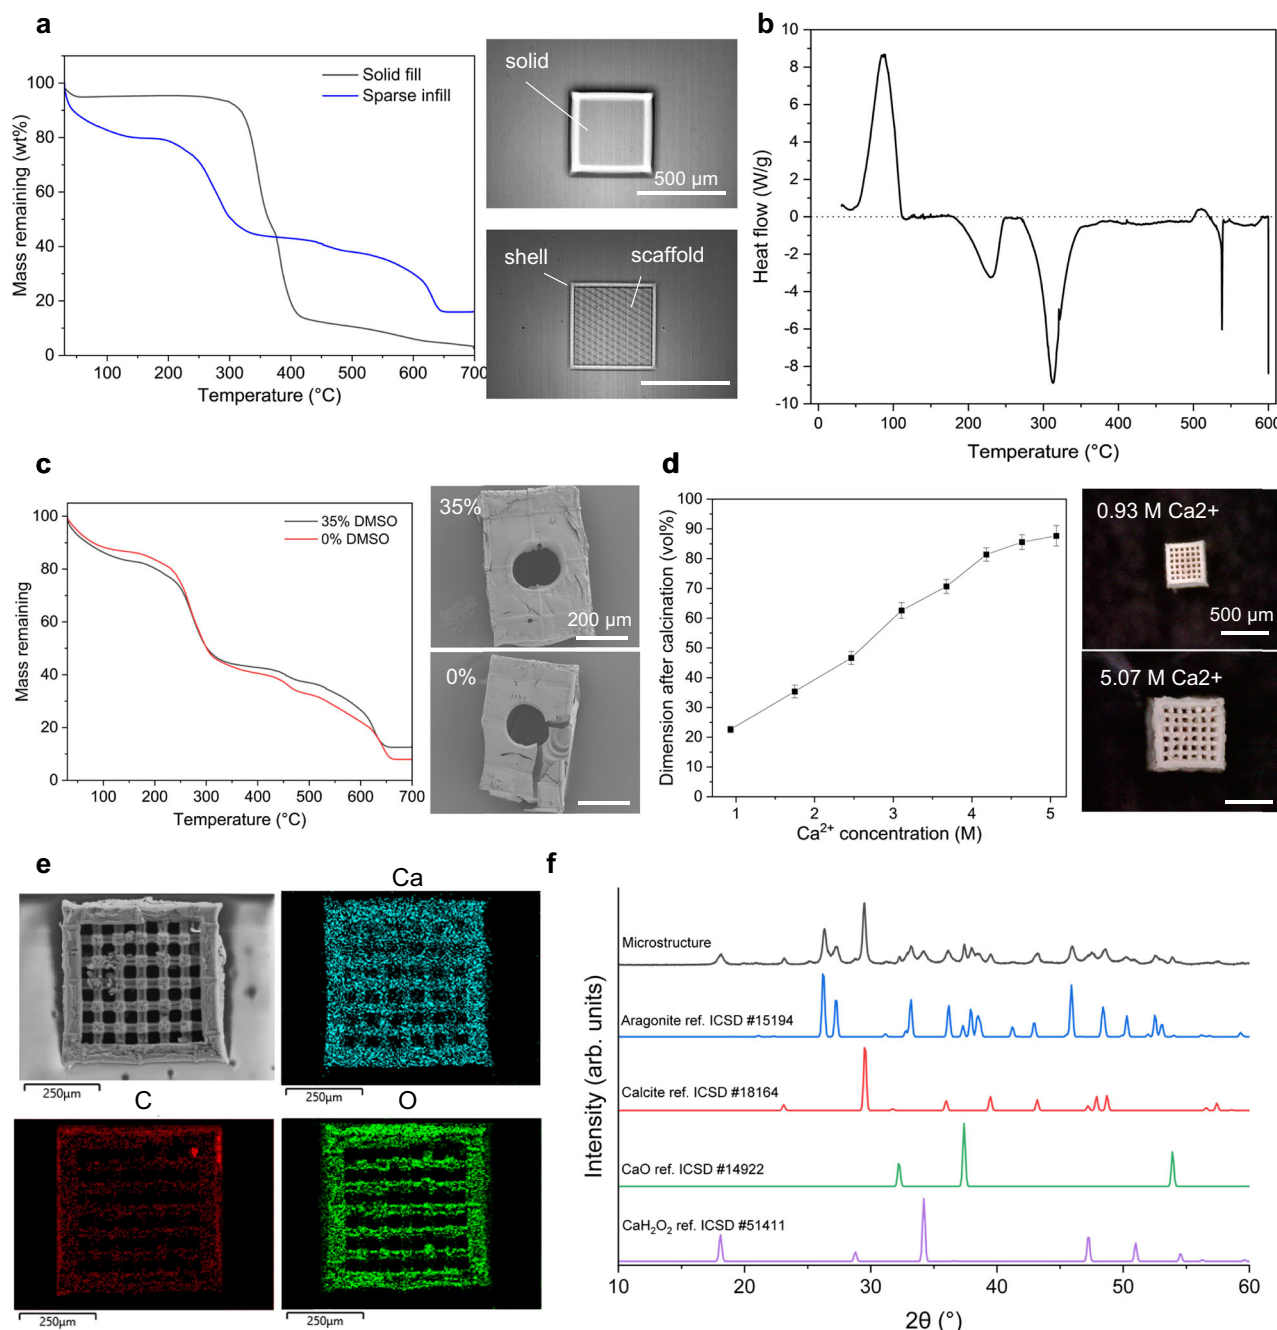 a
Mass remaining (wt%)
100
80
60
40
20
0
Solid fill
Sparse infill
100
200
300
400
500
600
700
Temperature (°C)
solid
500 µm
shell
scaffold
b
Heat flow (W/g)
10
8
6
4
2
0
-2
-4
-6
-8
-10
0
100
200
300
400
500
600
Temperature (°C)
c
Mass remaining
100
80
60
40
20
0
35% DMSO
0% DMSO
100
200
300
400
500
600
700
Temperature (°C)
35%
200 µm
0%
d
Dimension after calcination (vol%)
100
90
80
70
60
50
40
30
20
10
0
1
2
3
4
5
Ca²⁺ concentration (M)
0.93 M Ca2+
500 µm
5.07 M Ca2+
e
250µm
Ca
250µm
C
250µm
O
250µm
f
Intensity (arb. units)
Microstructure
Aragonite ref. ICSD #15194
Calcite ref. ICSD #18164
CaO ref. ICSD #14922
CaH₂O₂ ref. ICSD #51411
10
20
30
40
50
60
2θ (°)